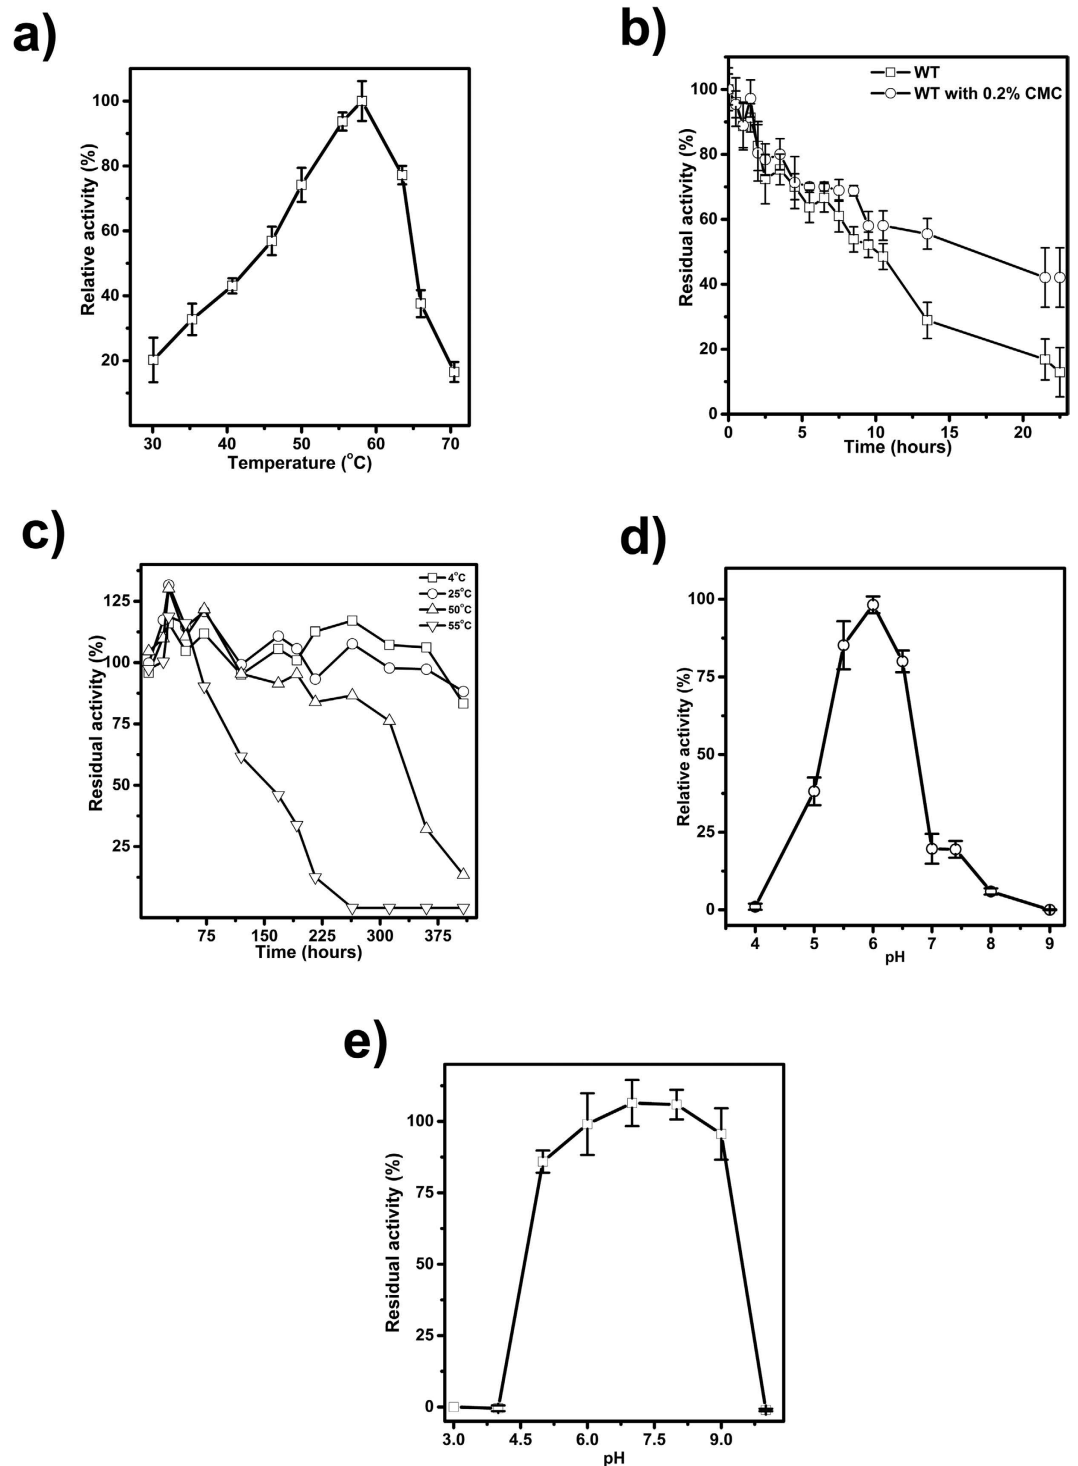 a)
Relative activity (%)
100
80
60
40
20
30 40 50 60 70
Temperature (°C)
b)
Residual activity (%)
100
80
60
40
20
0
WT
WT with 0.2% CMC
0 5 10 15 20
Time (hours)
c)
Residual activity (%)
125
100
75
50
25
4°C
25°C
50°C
55°C
75 150 225 300 375
Time (hours)
d)
Relative activity (%)
100
75
50
25
0
4 5 6 7 8 9
pH
e)
Residual activity (%)
100
75
50
25
0
3.0 4.5 6.0 7.5 9.0
pH